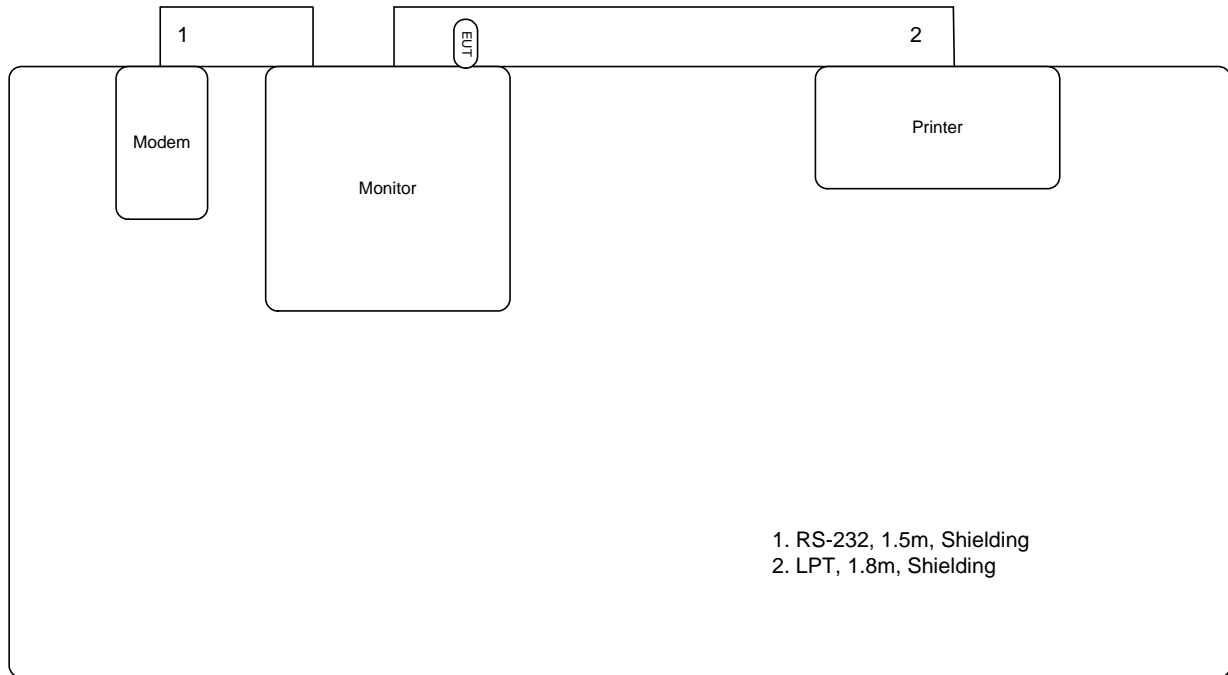 1
EUT
2
Modem
Monitor
Printer
1. RS-232, 1.5m, Shielding
2. LPT, 1.8m, Shielding